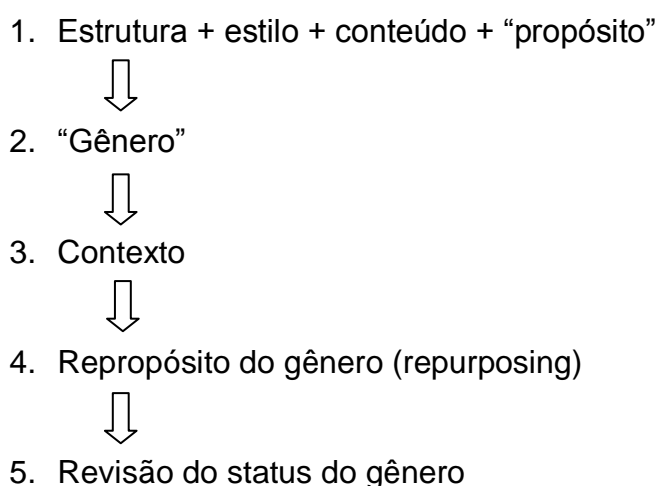 1. Estrutura + estilo + conteúdo + “propósito”
2. “Gênero”
3. Contexto
4. Repropósito do gênero (repurposing)
5. Revisão do status do gênero